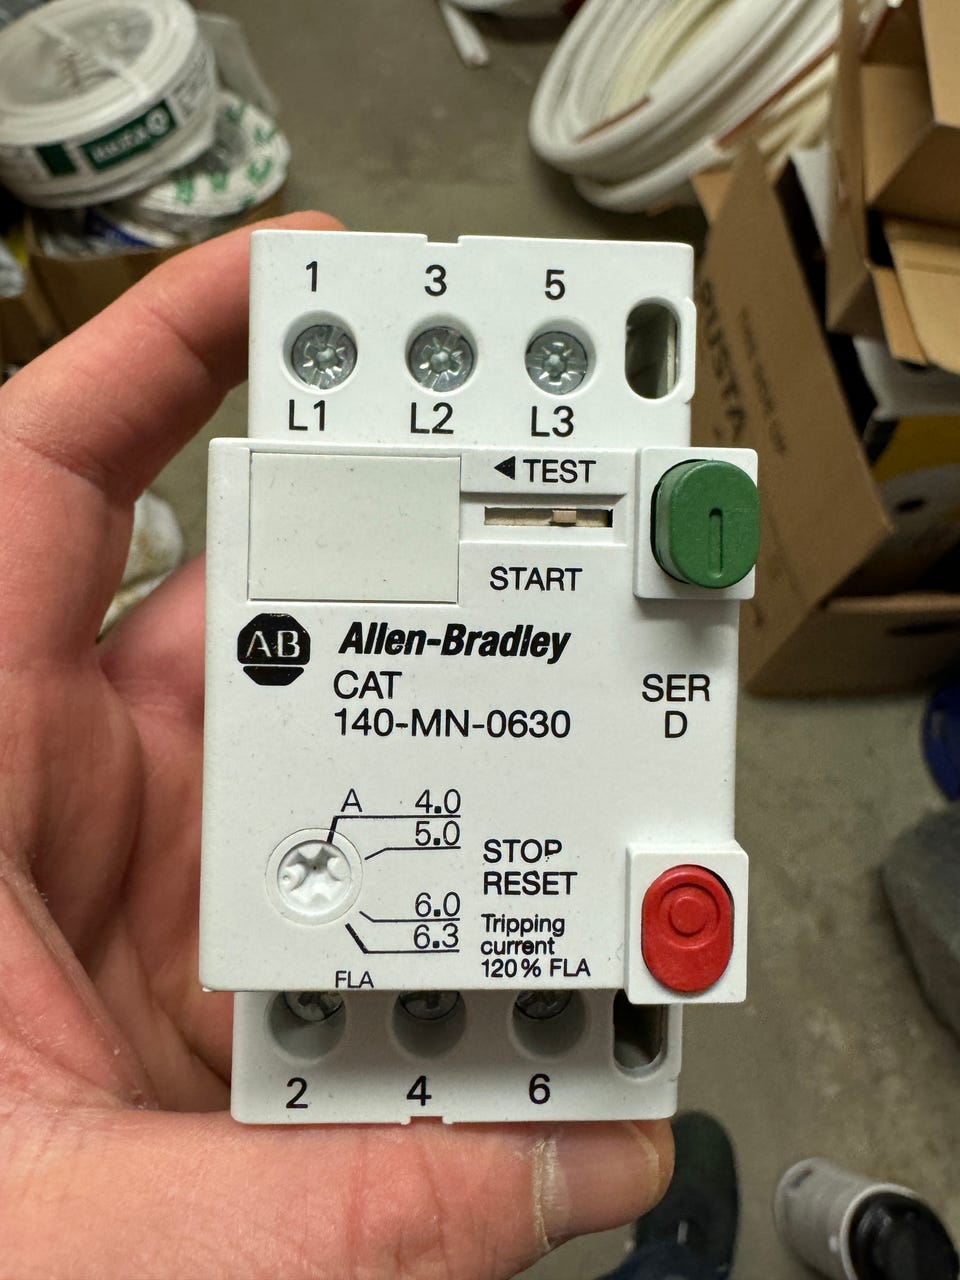 1 3 5
L1 L2 L3
◄TEST
START
AB
Allen-Bradley
CAT
140-MN-0630
SER
D
A 4.0
5.0
6.0
6.3
FLA
STOP
RESET
Tripping
current
120% FLA
2 4 6